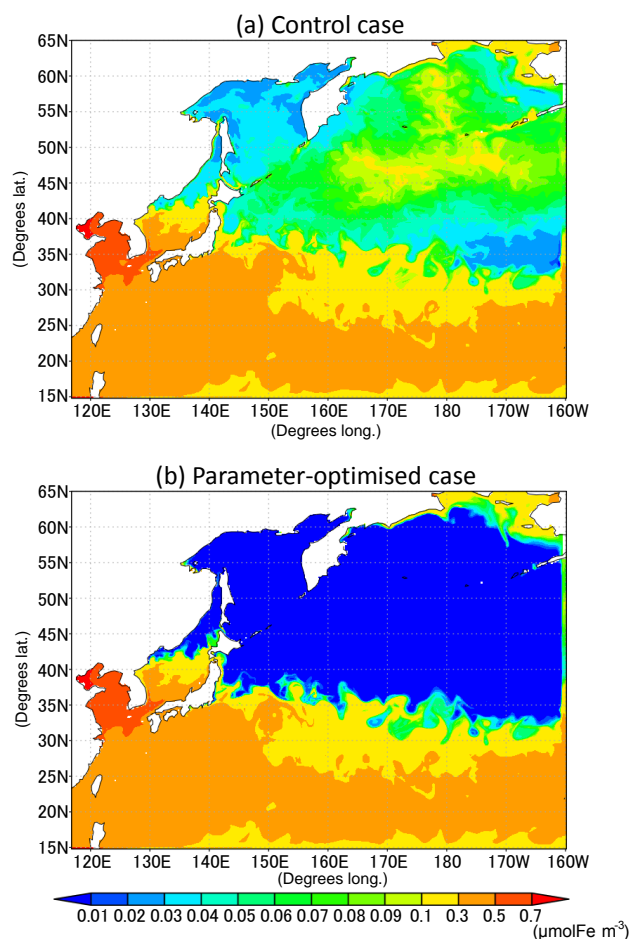 (a) Control case
65N
60N
55N
50N
45N
40N
35N
30N
25N
20N
15N
(Degrees lat.)
120E 130E 140E 150E 160E 170E 180 170W 160W
(Degrees long.)
(b) Parameter-optimised case
65N
60N
55N
50N
45N
40N
35N
30N
25N
20N
15N
(Degrees lat.)
120E 130E 140E 150E 160E 170E 180 170W 160W
(Degrees long.)
0.01 0.02 0.03 0.04 0.05 0.06 0.07 0.08 0.09 0.1 0.3 0.5 0.7
(μmolFe m-3)